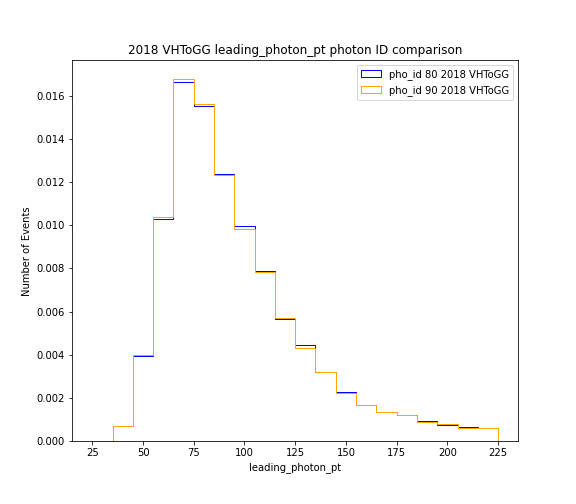 2018 VHToGG leading_photon_pt photon ID comparison
pho_id 80 2018 VHToGG
pho_id 90 2018 VHToGG
Number of Events
0.016
0.014
0.012
0.010
0.008
0.006
0.004
0.002
0.000
25 50 75 100 125 150 175 200 225
leading_photon_pt